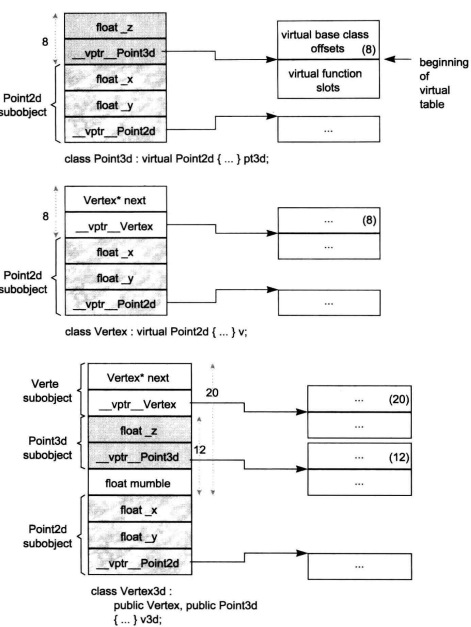 float _z
8
__vptr__Point3d
float _x
Point2d
subobject
float _y
__vptr__Point2d
virtual base class
offsets (8)
virtual function
slots
...
beginning
of
virtual
table
class Point3d : virtual Point2d { ... } pt3d;
Vertex* next
8
__vptr__Vertex
float _x
Point2d
subobject
float _y
__vptr__Point2d
... (8)
...
...
class Vertex : virtual Point2d { ... } v;
Verte
subobject
Vertex* next
__vptr__Vertex
20
Point3d
subobject
float _z
__vptr__Point3d
12
float mumble
Point2d
subobject
float _x
float _y
__vptr__Point2d
... (20)
...
... (12)
...
...
class Vertex3d :
public Vertex, public Point3d
{ ... } v3d;